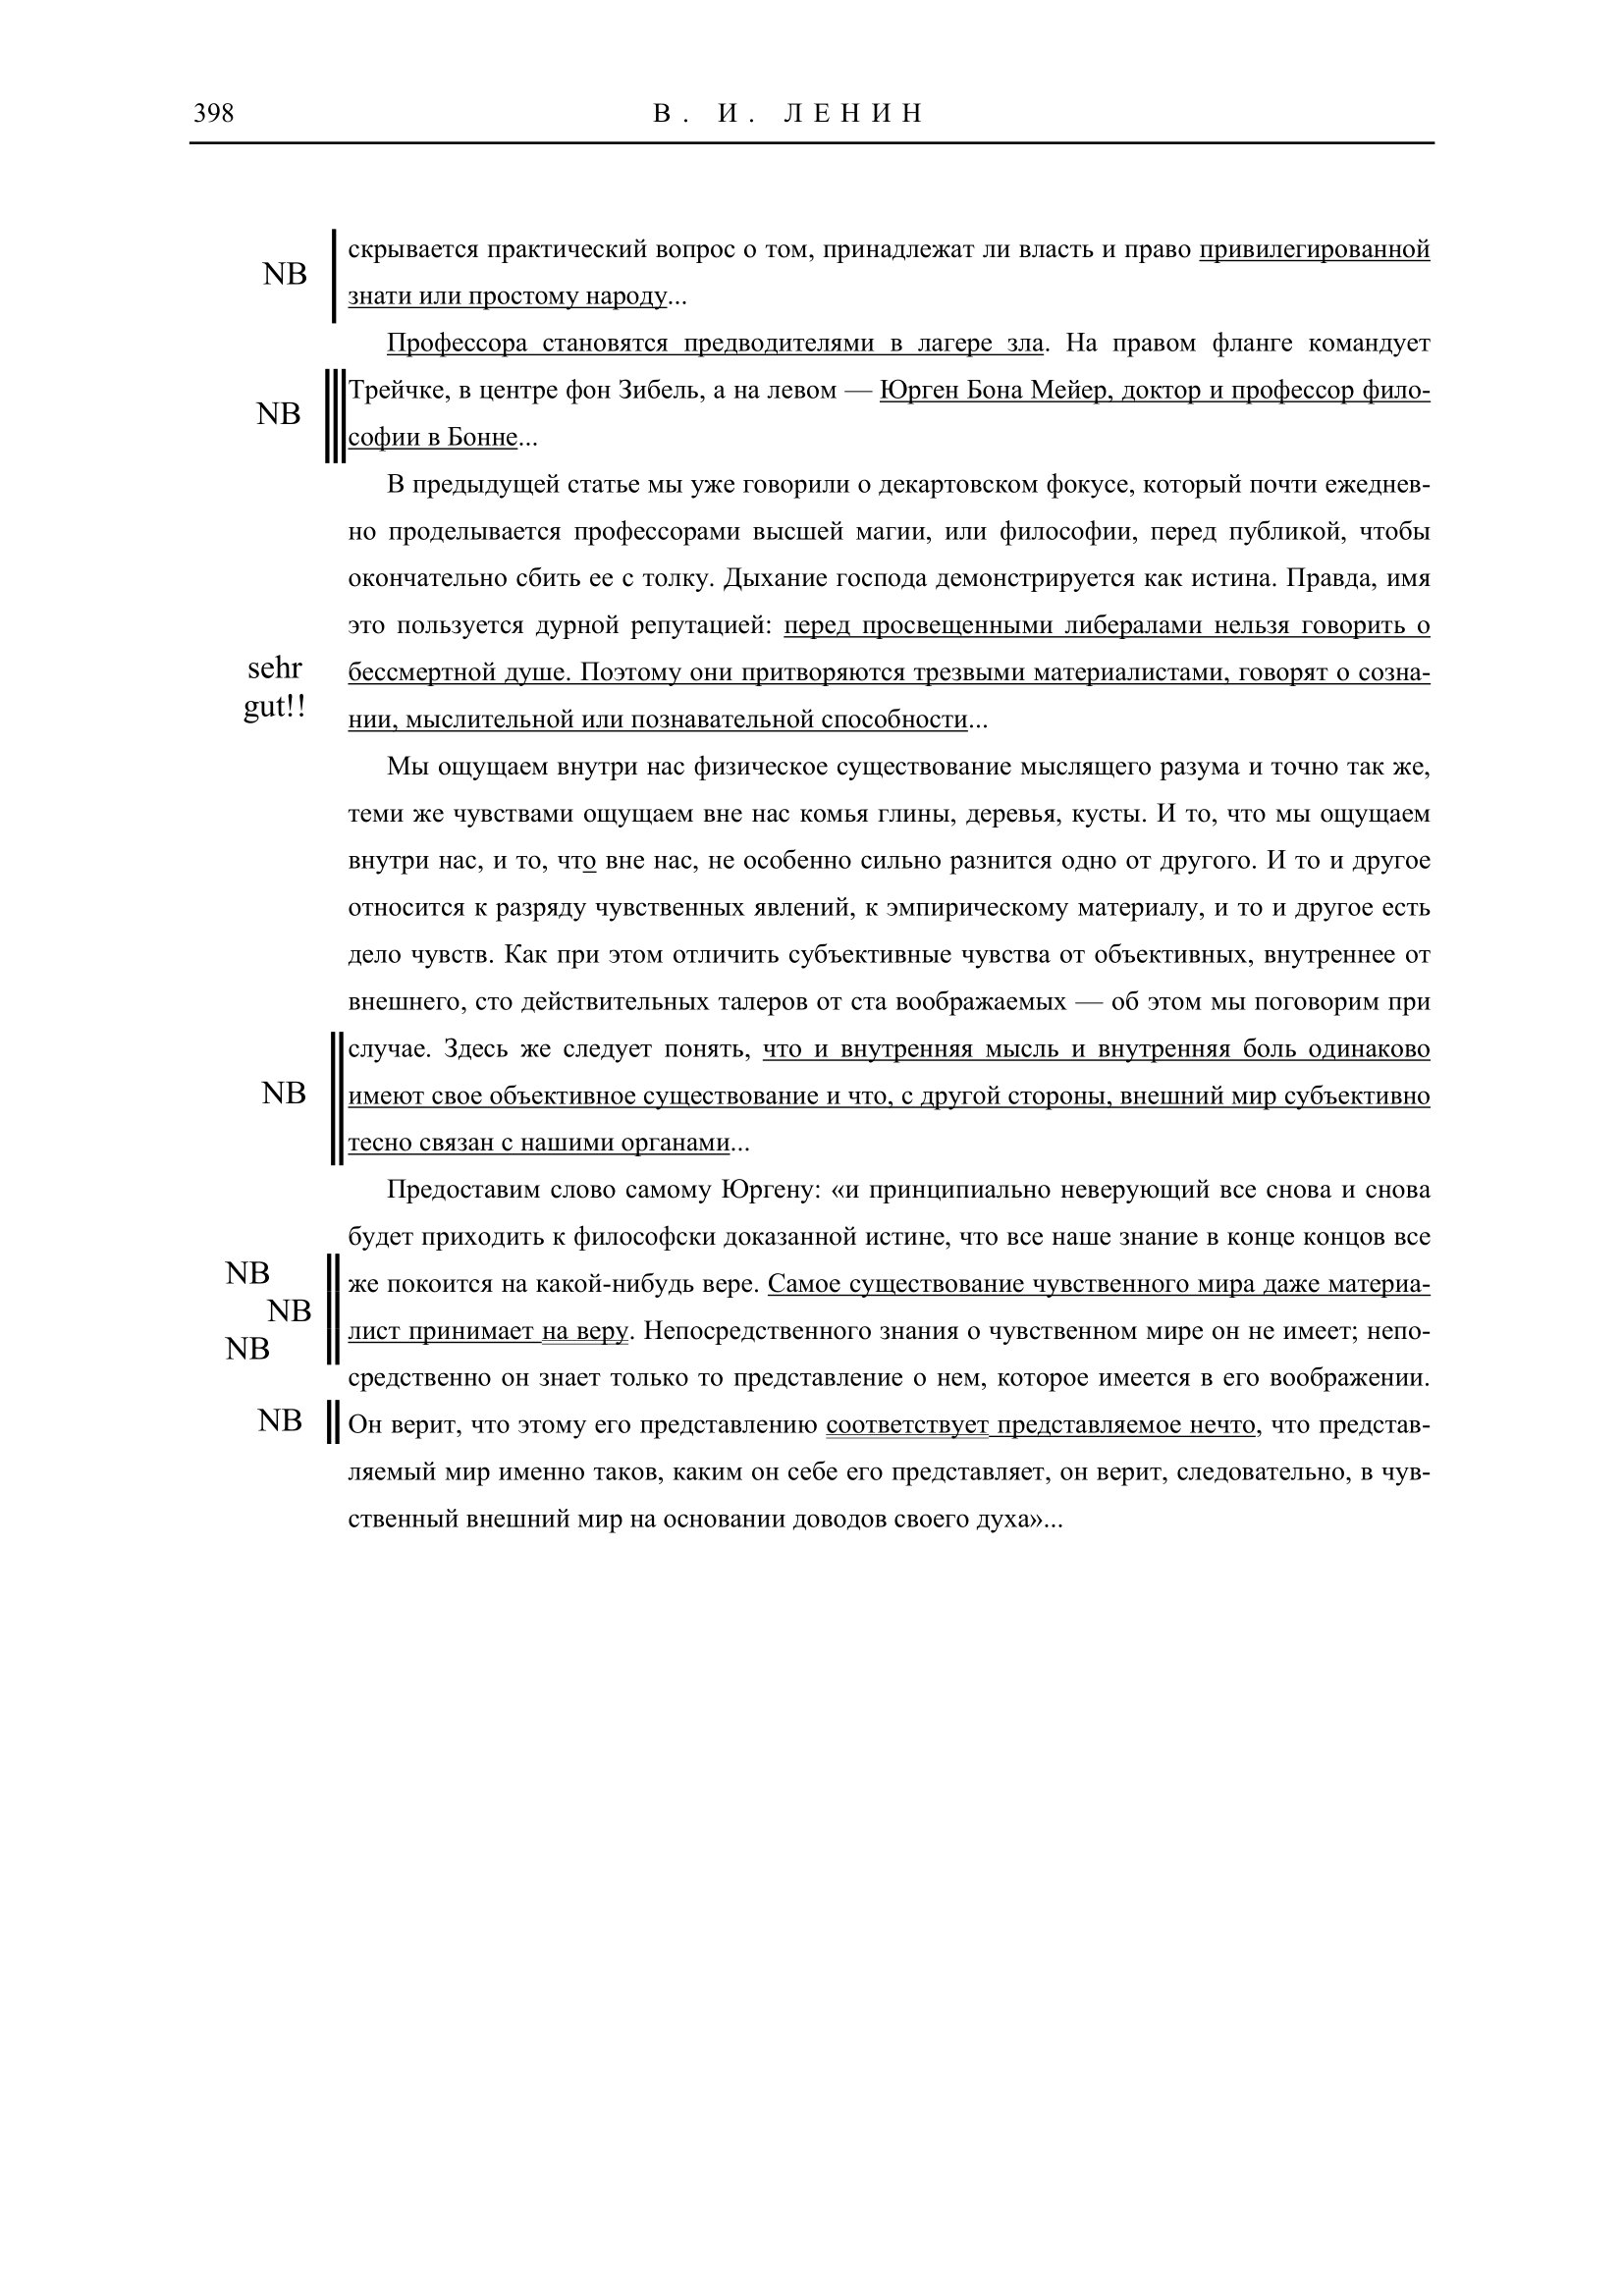 398
В. И. ЛЕНИН
NB
скрывается практический вопрос о том, принадлежат ли власть и право привилегированной
знати или простому народу...
Профессора становятся предводителями в лагере зла. На правом фланге командует
NB
Трейчке, в центре фон Зибель, а на левом — Юрген Бона Мейер, доктор и профессор фило-
софии в Бонне...
В предыдущей статье мы уже говорили о декартовском фокусе, который почти ежеднев-
но проделывается профессорами высшей магии, или философии, перед публикой, чтобы
окончательно сбить ее с толку. Дыхание господа демонстрируется как истина. Правда, имя
это пользуется дурной репутацией: перед просвещенными либералами нельзя говорить о
sehr
gut!!
бессмертной душе. Поэтому они притворяются трезвыми материалистами, говорят о созна-
нии, мыслительной или познавательной способности...
Мы ощущаем внутри нас физическое существование мыслящего разума и точно так же,
теми же чувствами ощущаем вне нас комья глины, деревья, кусты. И то, что мы ощущаем
внутри нас, и то, что вне нас, не особенно сильно разнится одно от другого. И то и другое
относится к разряду чувственных явлений, к эмпирическому материалу, и то и другое есть
дело чувств. Как при этом отличить субъективные чувства от объективных, внутреннее от
внешнего, сто действительных талеров от ста воображаемых — об этом мы поговорим при
случае. Здесь же следует понять, что и внутренняя мысль и внутренняя боль одинаково
NB
имеют свое объективное существование и что, с другой стороны, внешний мир субъективно
тесно связан с нашими органами...
Предоставим слово самому Юргену: «и принципиально неверующий все снова и снова
будет приходить к философски доказанной истине, что все наше знание в конце концов все
NB
NB
NB
же покоится на какой-нибудь вере. Самое существование чувственного мира даже материа-
лист принимает на веру. Непосредственного знания о чувственном мире он не имеет; непо-
средственно он знает только то представление о нем, которое имеется в его воображении.
NB
Он верит, что этому его представлению соответствует представляемое нечто, что представ-
ляемый мир именно таков, каким он себе его представляет, он верит, следовательно, в чув-
ственный внешний мир на основании доводов своего духа»...